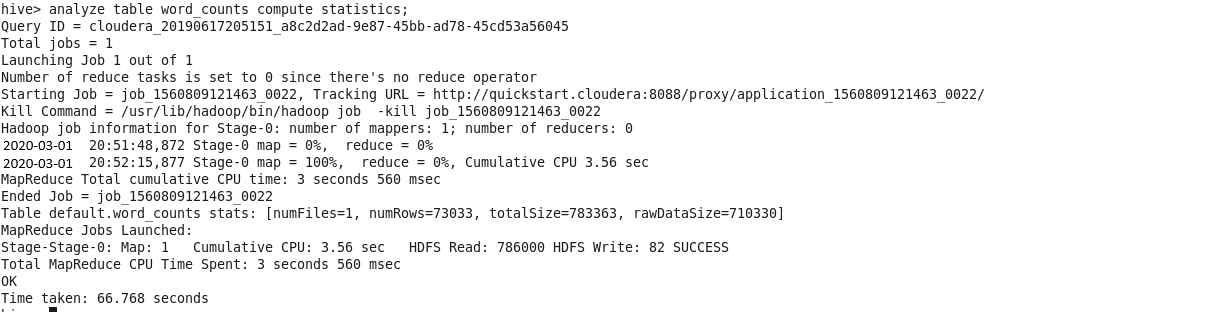 hive> analyze table word_counts compute statistics;
Query ID = cloudera_20190617205151_a8c2d2ad-9e87-45bb-ad78-45cd53a56045
Total jobs = 1
Launching Job 1 out of 1
Number of reduce tasks is set to 0 since there's no reduce operator
Starting Job = job_1560809121463_0022, Tracking URL = http://quickstart.cloudera:8088/proxy/application_1560809121463_0022/
Kill Command = /usr/lib/hadoop/bin/hadoop job  -kill job_1560809121463_0022
Hadoop job information for Stage-0: number of mappers: 1; number of reducers: 0
2020-03-01 20:51:48,872 Stage-0 map = 0%,  reduce = 0%
2020-03-01 20:52:15,877 Stage-0 map = 100%,  reduce = 0%, Cumulative CPU 3.56 sec
MapReduce Total cumulative CPU time: 3 seconds 560 msec
Ended Job = job_1560809121463_0022
Table default.word_counts stats: [numFiles=1, numRows=73033, totalSize=783363, rawDataSize=710330]
MapReduce Jobs Launched:
Stage-Stage-0: Map: 1   Cumulative CPU: 3.56 sec   HDFS Read: 786000 HDFS Write: 82 SUCCESS
Total MapReduce CPU Time Spent: 3 seconds 560 msec
OK
Time taken: 66.768 seconds